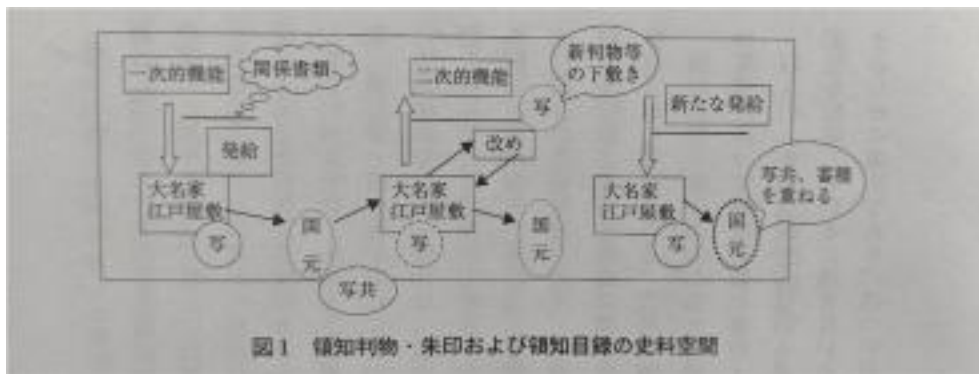 一次的機能
関係書類
発給
大名家
江戸屋敷
写
国
元
写共
二次的機能
新判物等
の下敷き
写
改め
大名家
江戸屋敷
写
国
元
新たな発給
大名家
江戸屋敷
写
国
元
写共、蓄積
を重ねる
図1 領知判物・朱印および領知目録の史料空間